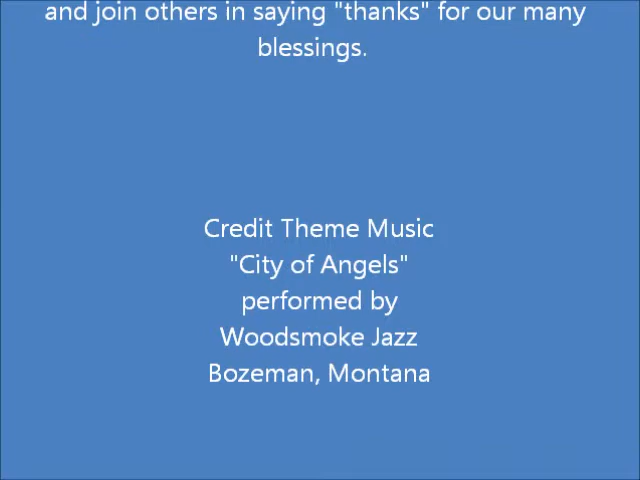 and join others in saying "thanks" for our many
blessings.
Credit Theme Music
"City of Angels"
performed by
Woodsmoke Jazz
Bozeman, Montana